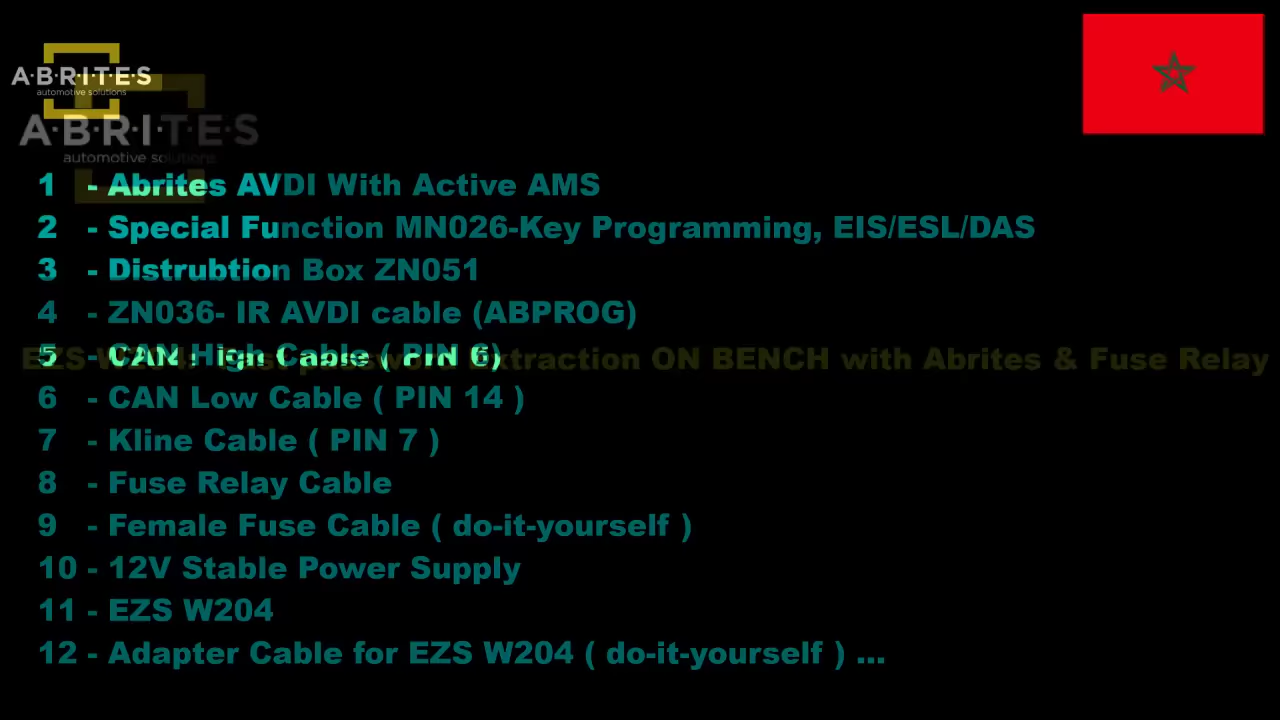 A·B·R·I·T·E·S
automotive solutions
A·B·R·I·T·E·S
automotive solutions
1 - Abrites AVDI With Active AMS
2 - Special Function MN026-Key Programming, EIS/ESL/DAS
3 - Distrubtion Box ZN051
4 - ZN036- IR AVDI cable (ABPROG)
5 - CAN High Cable ( PIN 6)
EZS W204: password Extraction ON BENCH with Abrites & Fuse Relay
6 - CAN Low Cable ( PIN 14 )
7 - Kline Cable ( PIN 7 )
8 - Fuse Relay Cable
9 - Female Fuse Cable ( do-it-yourself )
10 - 12V Stable Power Supply
11 - EZS W204
12 - Adapter Cable for EZS W204 ( do-it-yourself ) ...